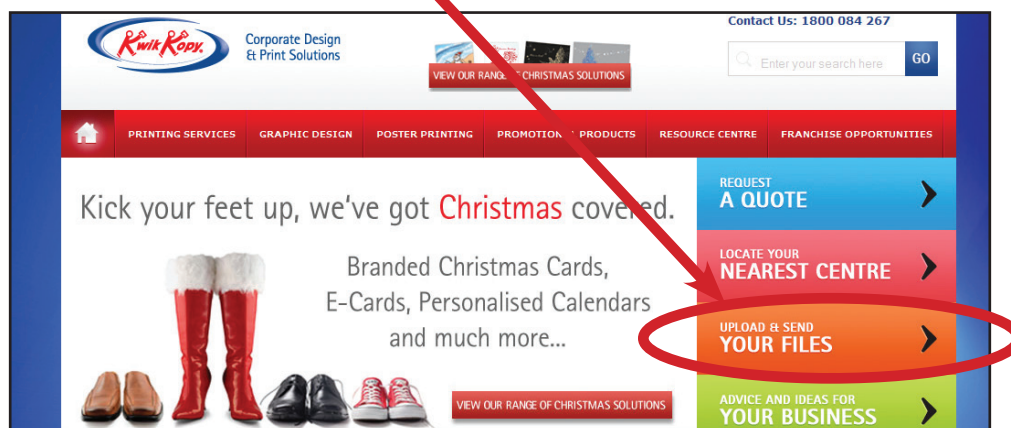 Contact Us: 1800 084 267
Kwik Kopy.
Corporate Design
& Print Solutions
VIEW OUR RANGE OF CHRISTMAS SOLUTIONS
Enter your search here
GO
PRINTING SERVICES
GRAPHIC DESIGN
POSTER PRINTING
PROMOTIONAL PRODUCTS
RESOURCE CENTRE
FRANCHISE OPPORTUNITIES
Kick your feet up, we've got Christmas covered.
Branded Christmas Cards,
E-Cards, Personalised Calendars
and much more...
VIEW OUR RANGE OF CHRISTMAS SOLUTIONS
REQUEST
A QUOTE
LOCATE YOUR
NEAREST CENTRE
UPLOAD & SEND
YOUR FILES
ADVICE AND IDEAS FOR
YOUR BUSINESS